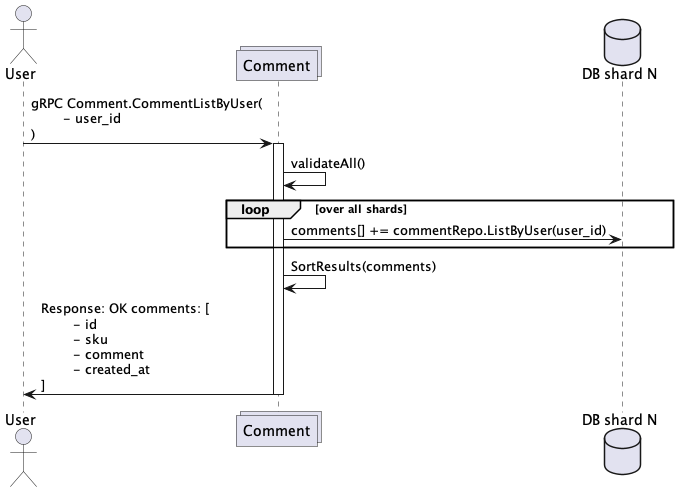 User
Comment
DB shard N
gRPC Comment.CommentListByUser(
- user_id
)
validateAll()
loop
[over all shards]
comments[] += commentRepo.ListByUser(user_id)
SortResults(comments)
Response: OK comments: [
- id
- sku
- comment
- created_at
]
User
Comment
DB shard N